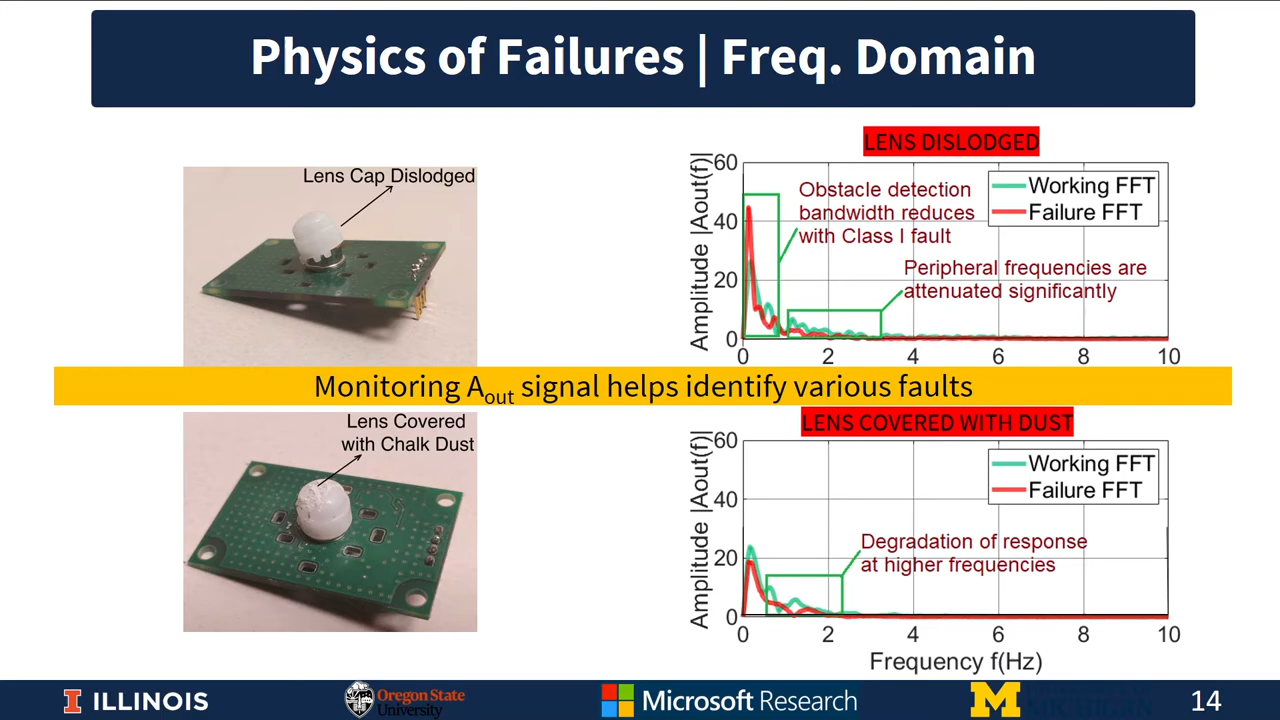 Physics of Failures | Freq. Domain
Lens Cap Dislodged
LENS DISLODGED
Amplitude |Aout(f)|
60
40
20
0
0 2 4 6 8 10
Working FFT
Failure FFT
Obstacle detection
bandwidth reduces
with Class I fault
Peripheral frequencies are
attenuated significantly
Monitoring Aout signal helps identify various faults
Lens Covered
with Chalk Dust
LENS COVERED WITH DUST
Amplitude |Aout(f)|
60
40
20
0
0 2 4 6 8 10
Working FFT
Failure FFT
Degradation of response
at higher frequencies
Frequency f(Hz)
I ILLINOIS
Oregon State
University
Microsoft Research
M
14